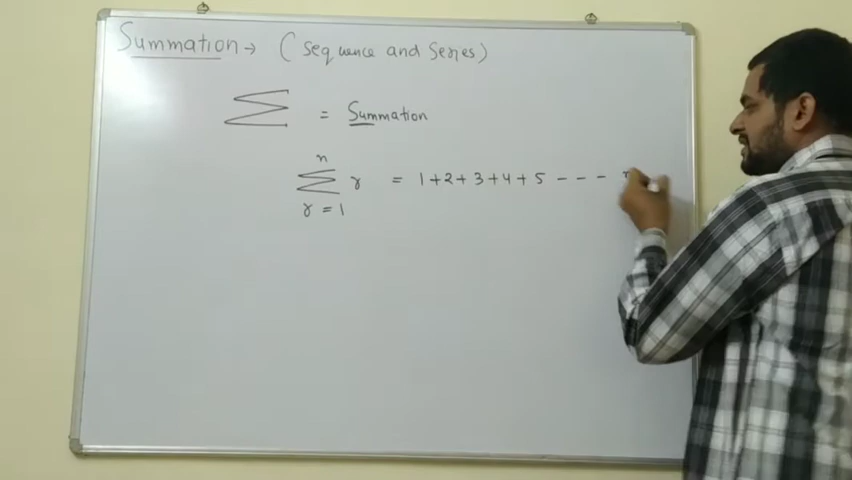 Summation → (Sequence and Series)
∑ = Summation
n
∑ r = 1+2+3+4+5 - - - n
r = 1